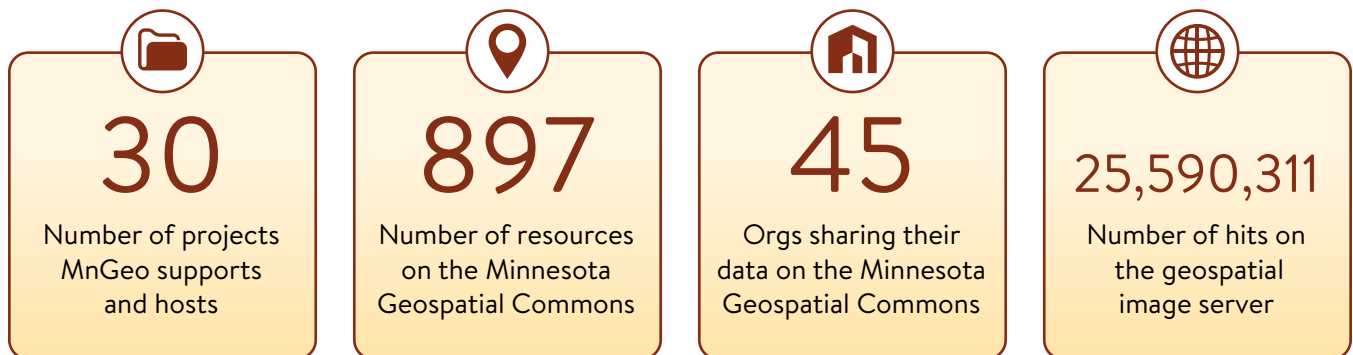 30
Number of projects
MnGeo supports
and hosts
897
Number of resources
on the Minnesota
Geospatial Commons
45
Orgs sharing their
data on the Minnesota
Geospatial Commons
25,590,311
Number of hits on
the geospatial
image server